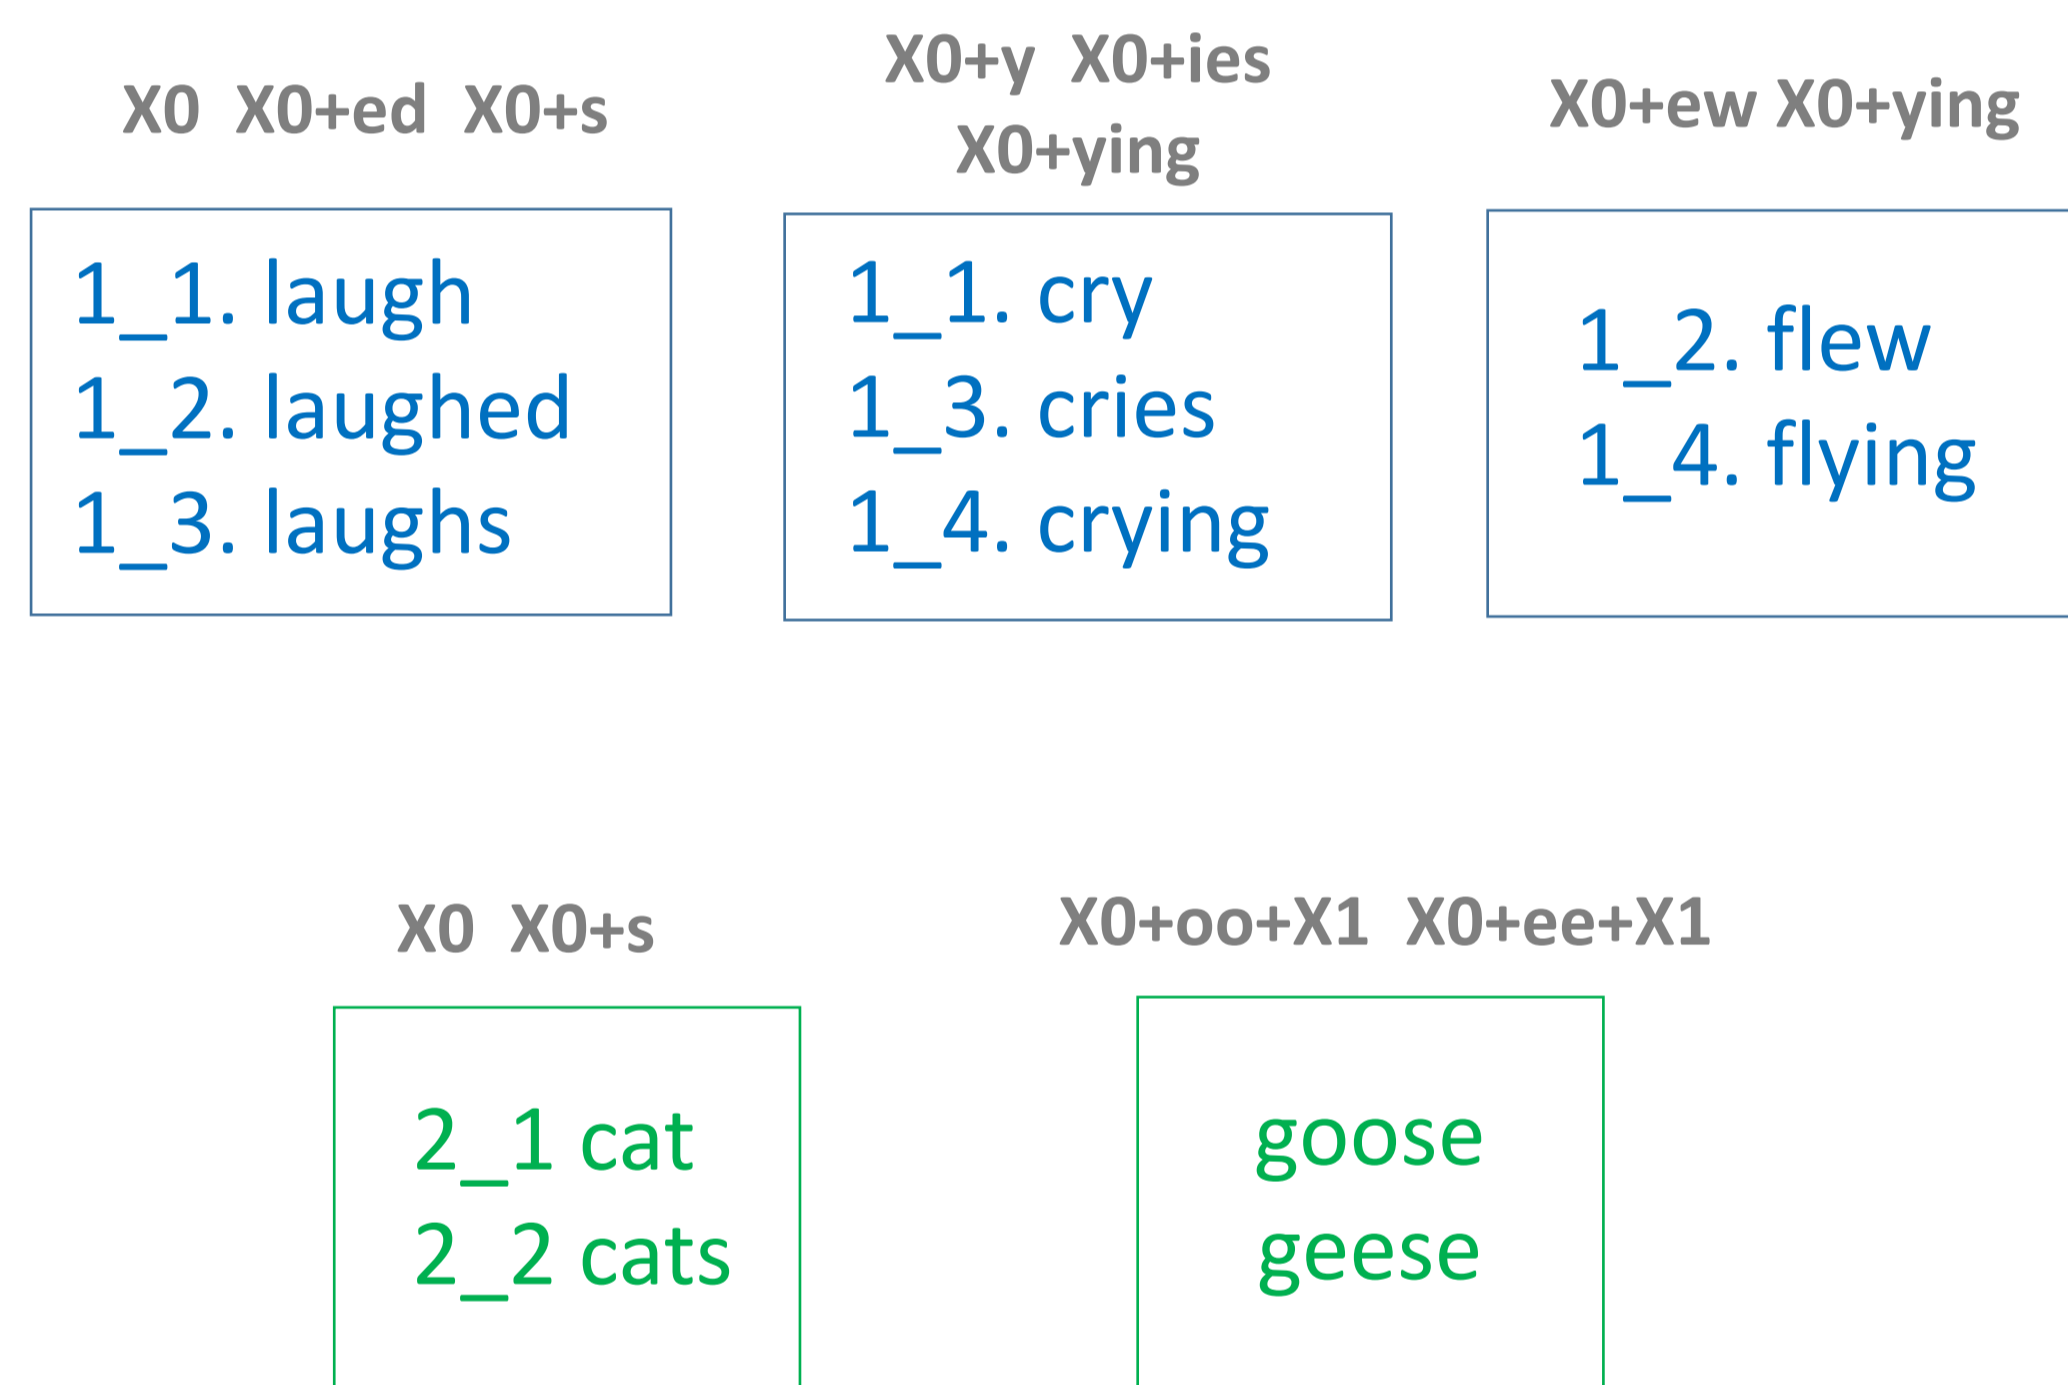 X0 X0+ed X0+s
1_1. laugh
1_2. laughed
1_3. laughs
X0+y X0+ies
X0+ying
1_1. cry
1_3. cries
1_4. crying
X0+ew X0+ying
1_2. flew
1_4. flying
X0 X0+s
2_1 cat
2_2 cats
X0+oo+X1 X0+ee+X1
goose
geese